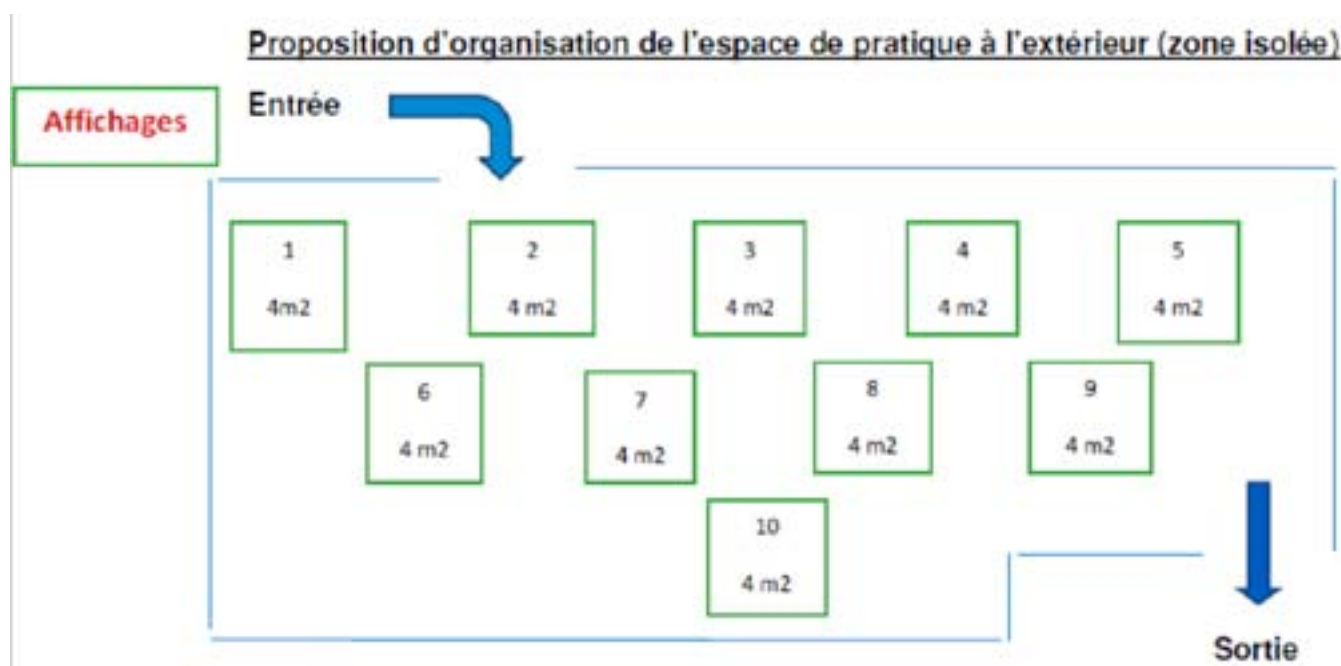 Proposition d'organisation de l'espace de pratique à l'extérieur (zone isolée)
Affichages
Entrée
1
4m2
2
4 m2
3
4 m2
4
4 m2
5
4 m2
6
4 m2
7
4 m2
8
4 m2
9
4 m2
10
4 m2
Sortie